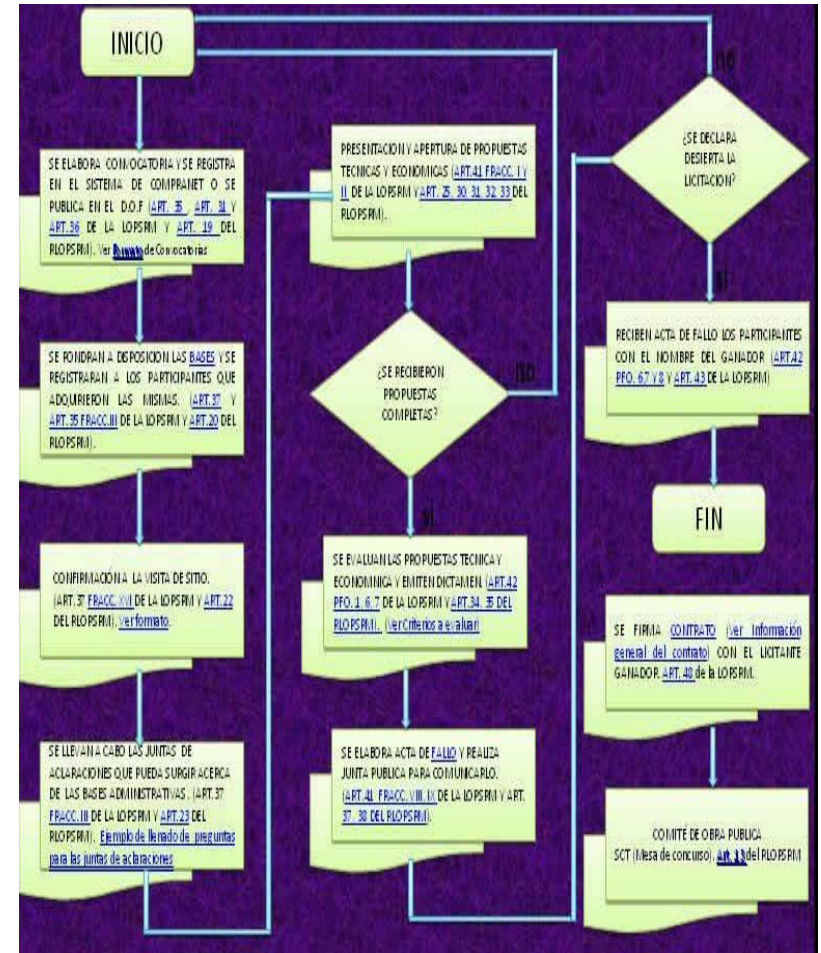 INICIO
SE ELABORA CONVOCATORIA Y SE REGISTRA
EN EL SISTEMA DE COMPRANET O SE
PUBLICA EN EL D.O.F (ART. 35 , ART. 31 Y
ART.36 DE LA LOPSRM Y ART. 19 DEL
RLOPSRM). Ver Formato de Convocatorias
SE PONDRAN A DISPOSICION LAS BASES Y SE
REGISTRARAN A LOS PARTICIPANTES QUE
ADQUIRIERON LAS MISMAS. (ART.37 Y
ART.35 FRACC.III DE LA LOPSRM Y ART.20 DEL
RLOPSRM).
CONFIRMACIÓN A LA VISITA DE SITIO.
(ART.37 FRACC. XVI DE LA LOPSRM Y ART.22
DEL RLOPSRM). Ver formato.
SE LLEVAN A CABO LAS JUNTAS DE
ACLARACIONES QUE PUEDA SURGIR ACERCA
DE LAS BASES ADMINISTRATIVAS. (ART.37
FRACC.III DE LA LOPSRM Y ART.23 DEL
RLOPSRM). Ejemplo de llenado de preguntas
para las juntas de aclaraciones
PRESENTACION Y APERTURA DE PROPUESTAS
TECNICAS Y ECONOMICAS (ART.41 FRACC. I Y
II DE LA LOPSRM Y ART. 25, 30, 31, 32, 33 DEL
RLOPSRM).
¿SE RECIBIERON
PROPUESTAS
COMPLETAS?
no
si
SE EVALUAN LAS PROPUESTAS TECNICA Y
ECONOMNICA Y EMITEN DICTAMEN. (ART.42
PFO. 1, 6, 7 DE LA LOPSRM Y ART.34, 35 DEL
RLOPSRM). (Ver Criterios a evaluar)
SE ELABORA ACTA DE FALLO Y REALIZA
JUNTA PUBLICA PARA COMUNICARLO.
(ART.41 FRACC. VIII, IX DE LA LOPSRM Y ART.
37, 38 DEL RLOPSRM).
no
¿SE DECLARA
DESIERTA LA
LICITACION?
si
RECIBEN ACTA DE FALLO LOS PARTICIPANTES
CON EL NOMBRE DEL GANADOR (ART.42
PFO. 6,7 Y 8 Y ART. 43 DE LA LOPSRM)
FIN
SE FIRMA CONTRATO (Ver Información
general del contrato) CON EL LICITANTE
GANADOR. ART. 48 de la LOPSRM.
COMITÉ DE OBRA PUBLICA
SCT (Mesa de concurso). Art. 13 del RLOPSRM